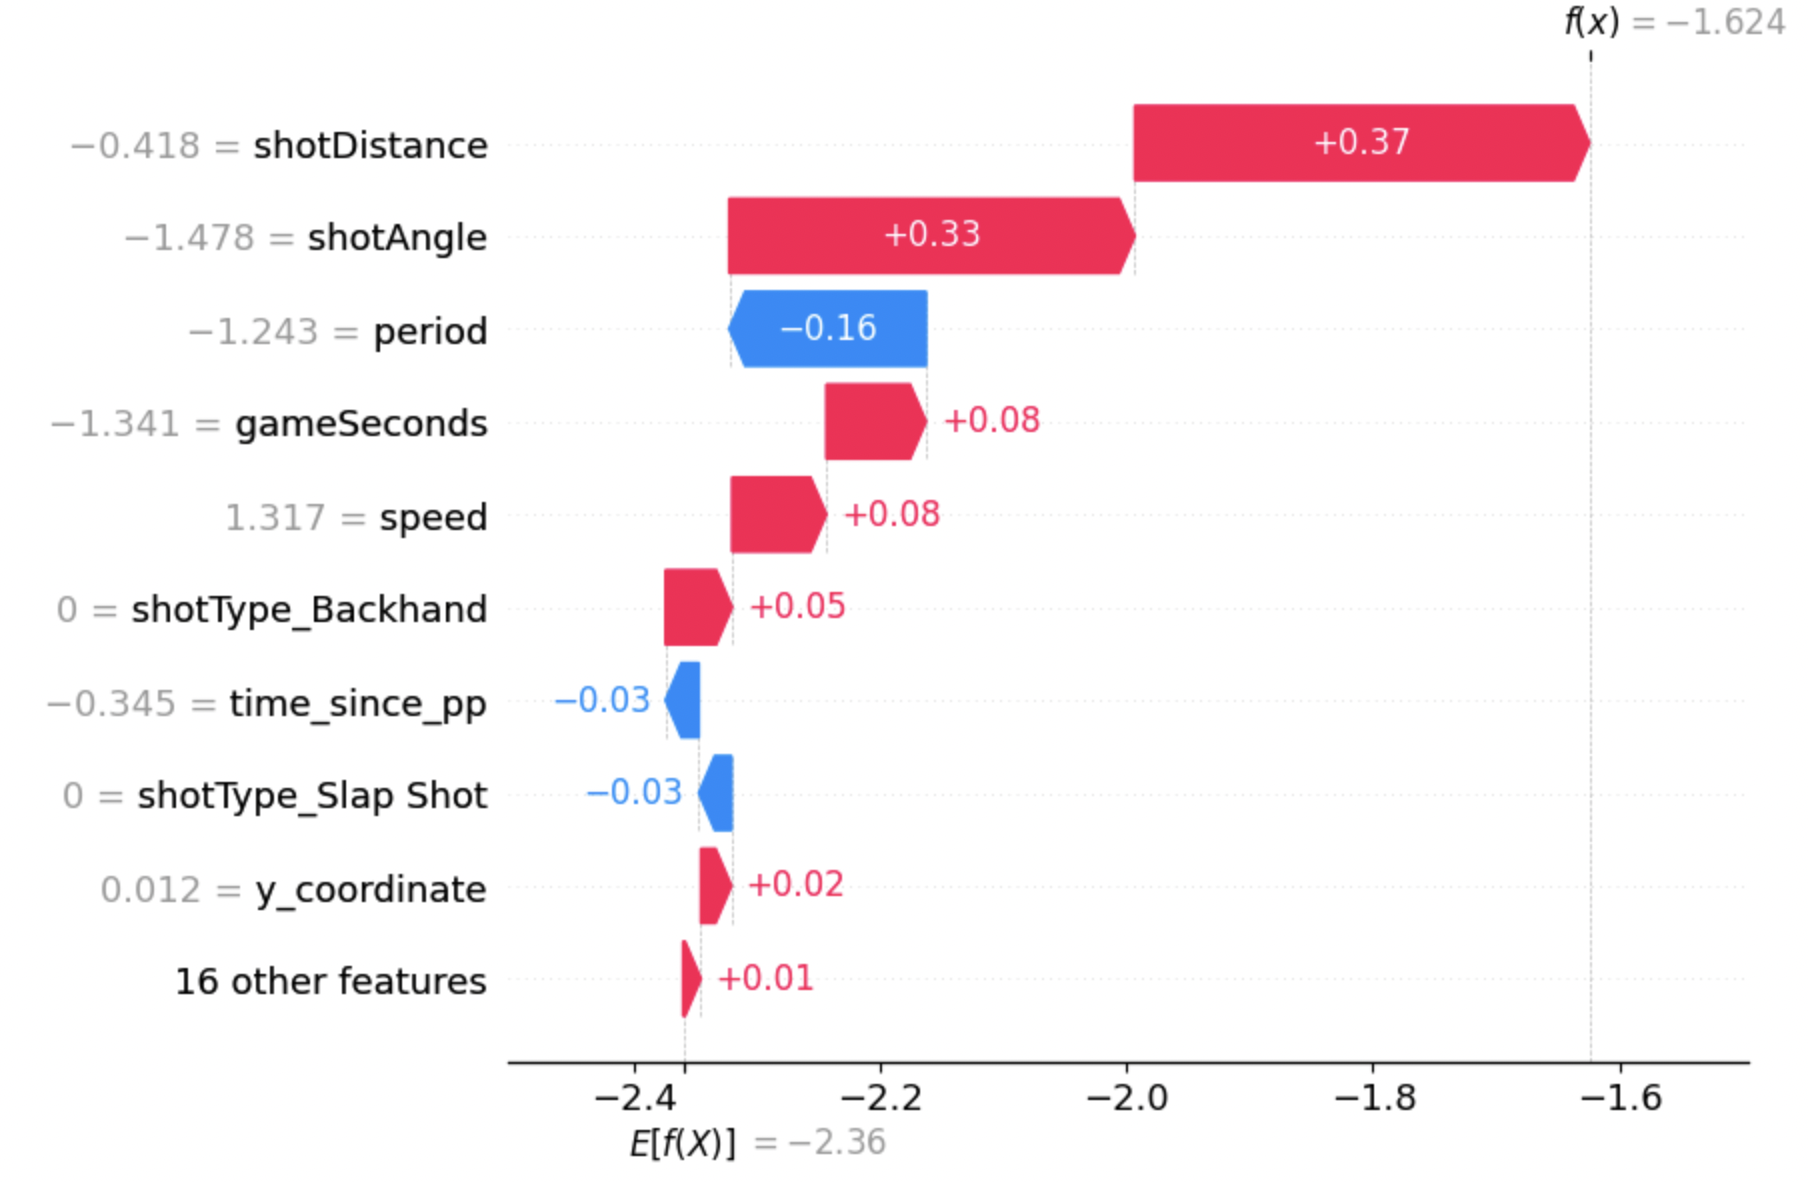 f(x) = −1.624
−0.418 = shotDistance +0.37
−1.478 = shotAngle +0.33
−1.243 = period −0.16
−1.341 = gameSeconds +0.08
1.317 = speed +0.08
0 = shotType_Backhand +0.05
−0.345 = time_since_pp −0.03
0 = shotType_Slap Shot −0.03
0.012 = y_coordinate +0.02
16 other features +0.01
−2.4 −2.2 −2.0 −1.8 −1.6
E[f(X)] = −2.36